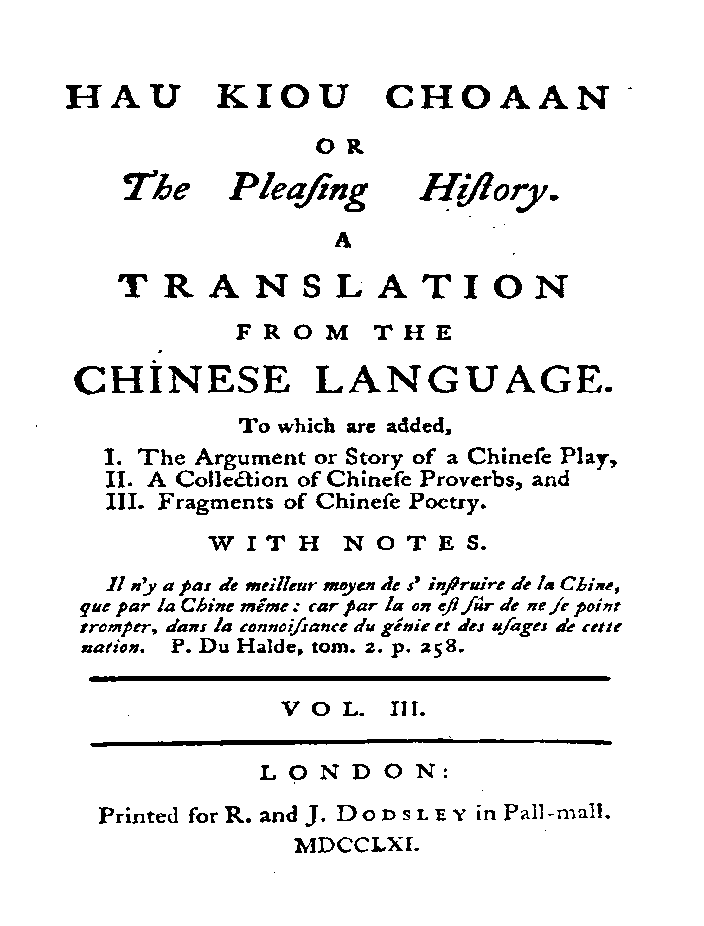 HAU KIOU CHOAAN
OR
The Pleaſing Hiſtory.
A
TRANSLATION
FROM THE
CHINESE LANGUAGE.
To which are added,
I. The Argument or Story of a Chineſe Play,
II. A Collection of Chineſe Proverbs, and
III. Fragments of Chineſe Poetry.
WITH NOTES.
Il n'y a pas de meilleur moyen de s' inſtruire de la Chine,
que par la Chine même: car par la on eſt ſûr de ne ſe point
tromper, dans la connoiſsance du génie et des uſages de cette
nation. P. Du Halde, tom. 2. p. 258.
VOL. III.
LONDON:
Printed for R. and J. DODSLEY in Pall-mall.
MDCCLXI.